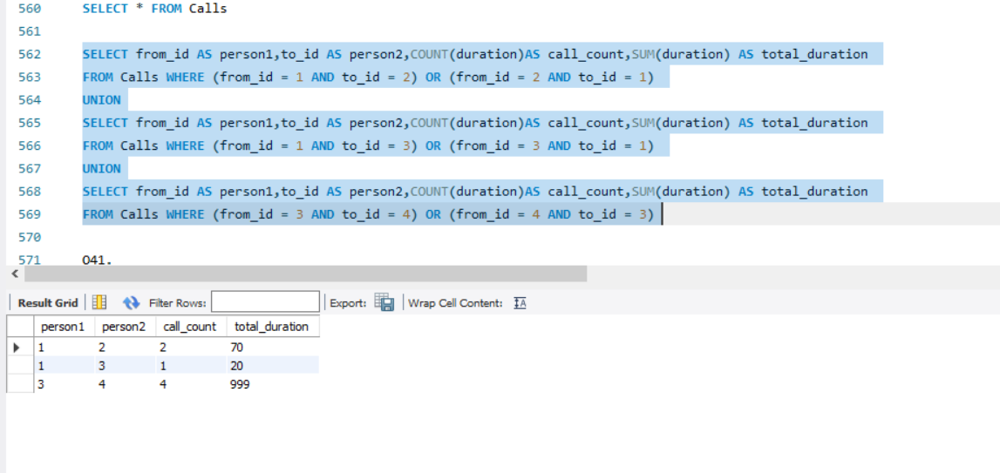 560 SELECT * FROM Calls
561
562 SELECT from_id AS person1,to_id AS person2,COUNT(duration)AS call_count,SUM(duration) AS total_duration
563 FROM Calls WHERE (from_id = 1 AND to_id = 2) OR (from_id = 2 AND to_id = 1)
564 UNION
565 SELECT from_id AS person1,to_id AS person2,COUNT(duration)AS call_count,SUM(duration) AS total_duration
566 FROM Calls WHERE (from_id = 1 AND to_id = 3) OR (from_id = 3 AND to_id = 1)
567 UNION
568 SELECT from_id AS person1,to_id AS person2,COUNT(duration)AS call_count,SUM(duration) AS total_duration
569 FROM Calls WHERE (from_id = 3 AND to_id = 4) OR (from_id = 4 AND to_id = 3)
570
571 Q41.
Result Grid Filter Rows: Export: Wrap Cell Content: IA
person1 person2 call_count total_duration
1 2 2 70
1 3 1 20
3 4 4 999